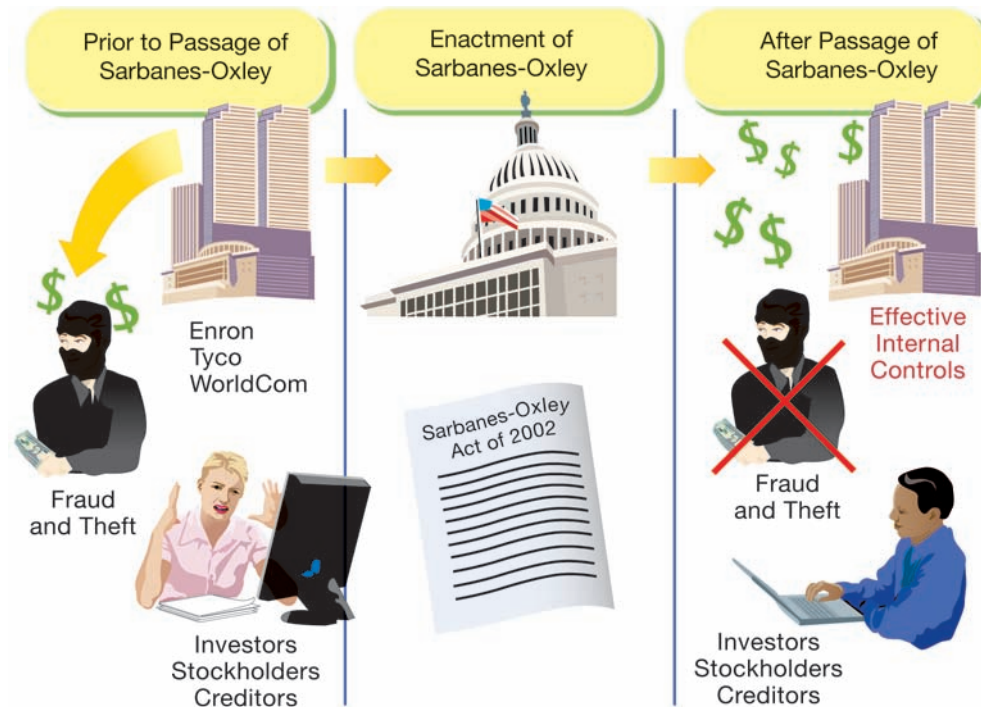 Prior to Passage of
Sarbanes-Oxley
Enactment of
Sarbanes-Oxley
After Passage of
Sarbanes-Oxley
$ $
$ $ $
$ $
Enron
Tyco
WorldCom
Fraud
and Theft
Investors
Stockholders
Creditors
Sarbanes-Oxley
Act of 2002
Effective
Internal
Controls
Fraud
and Theft
Investors
Stockholders
Creditors